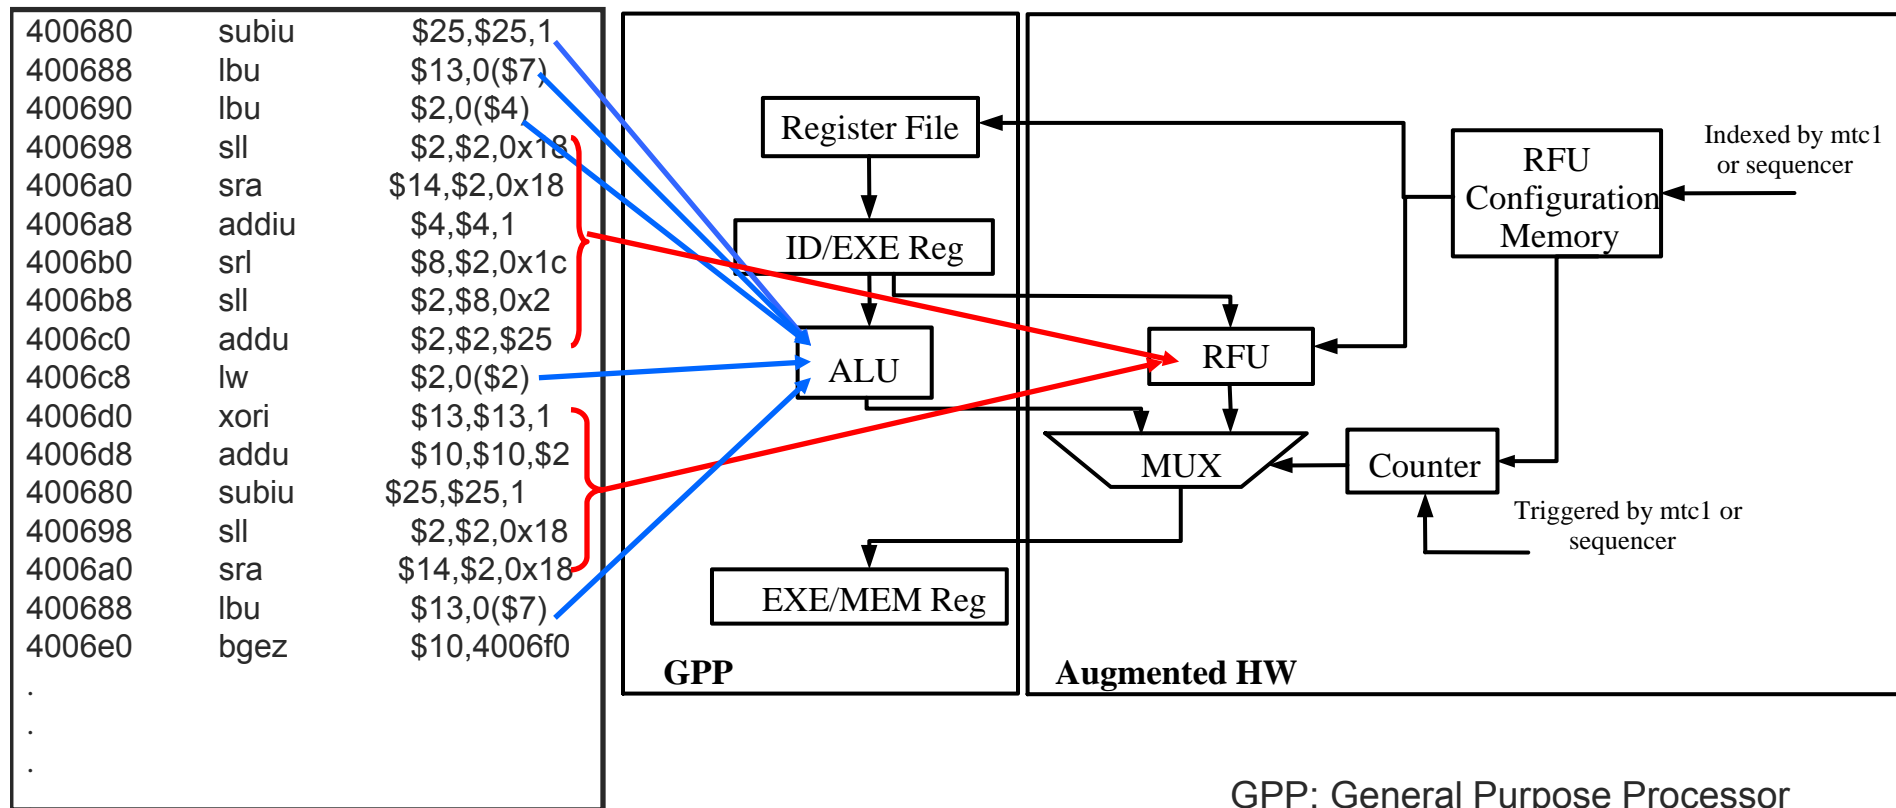 400680 subiu $25,$25,1
400688 lbu $13,0($7)
400690 lbu $2,0($4)
400698 sll $2,$2,0x18
4006a0 sra $14,$2,0x18
4006a8 addiu $4,$4,1
4006b0 srl $8,$2,0x1c
4006b8 sll $2,$8,0x2
4006c0 addu $2,$2,$25
4006c8 lw $2,0($2)
4006d0 xori $13,$13,1
4006d8 addu $10,$10,$2
400680 subiu $25,$25,1
400698 sll $2,$2,0x18
4006a0 sra $14,$2,0x18
400688 lbu $13,0($7)
4006e0 bgez $10,4006f0
.
.
.
Register File
ID/EXE Reg
ALU
EXE/MEM Reg
GPP
RFU
Configuration
Memory
Indexed by mtc1
or sequencer
RFU
MUX
Counter
Triggered by mtc1 or
sequencer
Augmented HW
GPP: General Purpose Processor